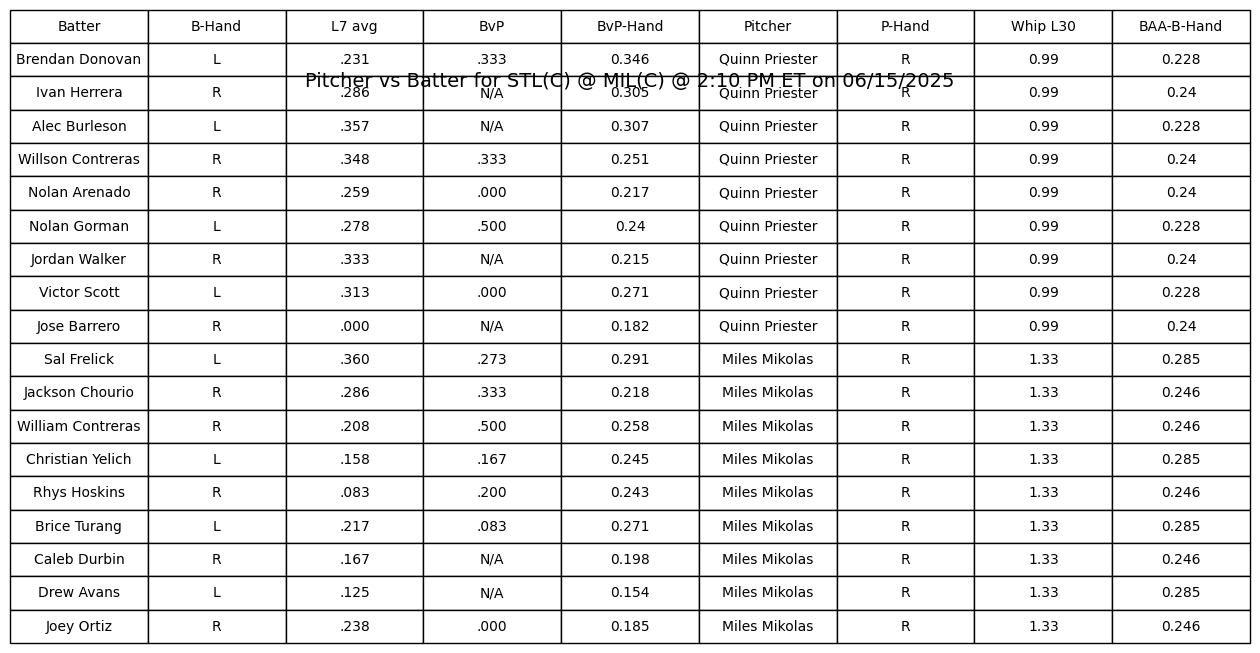 Batter B-Hand L7 avg BvP BvP-Hand Pitcher P-Hand Whip L30 BAA-B-Hand
Brendan Donovan L .231 .333 0.346 Quinn Priester R 0.99 0.228
Pitcher vs Batter for STL(C) @ MIL(C) @ 2:10 PM ET on 06/15/2025
Ivan Herrera R .286 N/A 0.305 Quinn Priester R 0.99 0.24
Alec Burleson L .357 N/A 0.307 Quinn Priester R 0.99 0.228
Willson Contreras R .348 .333 0.251 Quinn Priester R 0.99 0.24
Nolan Arenado R .259 .000 0.217 Quinn Priester R 0.99 0.24
Nolan Gorman L .278 .500 0.24 Quinn Priester R 0.99 0.228
Jordan Walker R .333 N/A 0.215 Quinn Priester R 0.99 0.24
Victor Scott L .313 .000 0.271 Quinn Priester R 0.99 0.228
Jose Barrero R .000 N/A 0.182 Quinn Priester R 0.99 0.24
Sal Frelick L .360 .273 0.291 Miles Mikolas R 1.33 0.285
Jackson Chourio R .286 .333 0.218 Miles Mikolas R 1.33 0.246
William Contreras R .208 .500 0.258 Miles Mikolas R 1.33 0.246
Christian Yelich L .158 .167 0.245 Miles Mikolas R 1.33 0.285
Rhys Hoskins R .083 .200 0.243 Miles Mikolas R 1.33 0.246
Brice Turang L .217 .083 0.271 Miles Mikolas R 1.33 0.285
Caleb Durbin R .167 N/A 0.198 Miles Mikolas R 1.33 0.246
Drew Avans L .125 N/A 0.154 Miles Mikolas R 1.33 0.285
Joey Ortiz R .238 .000 0.185 Miles Mikolas R 1.33 0.246